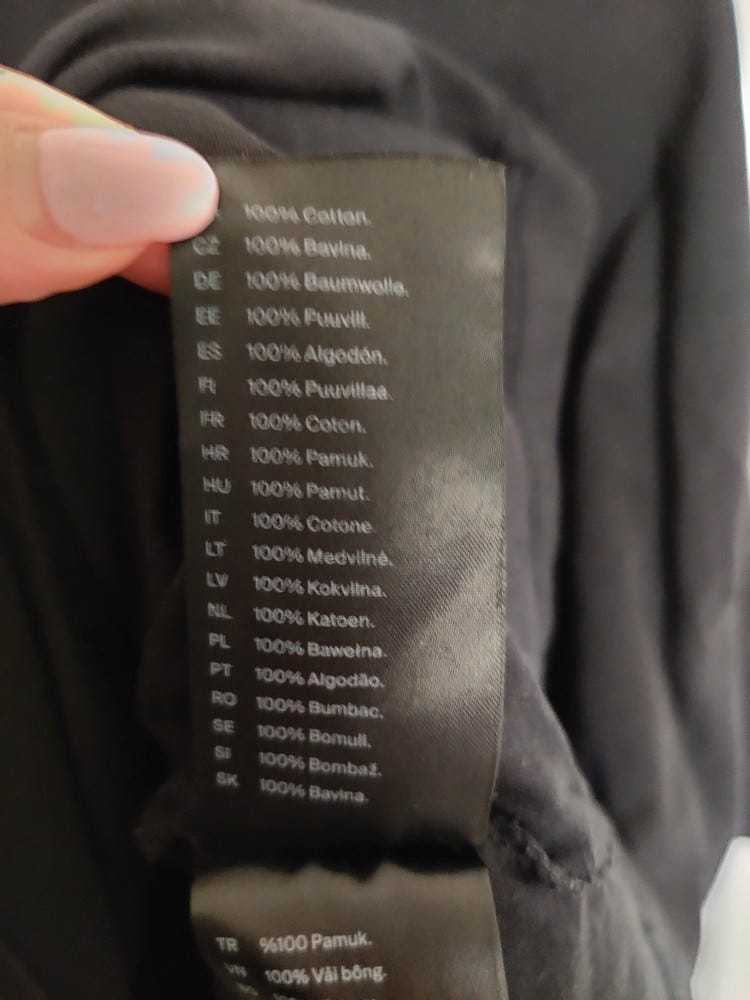 100% Cotton.
CZ 100% Bavlna.
DE 100% Baumwolle.
EE 100% Puuvill.
ES 100% Algodón.
FI 100% Puuvillaa.
FR 100% Coton.
HR 100% Pamuk.
HU 100% Pamut.
IT 100% Cotone.
LT 100% Medvilnė.
LV 100% Kokvilna.
NL 100% Katoen.
PL 100% Bawełna.
PT 100% Algodão.
RO 100% Bumbac.
SE 100% Bomull.
SI 100% Bombaž.
SK 100% Bavlna.
TR %100 Pamuk.
VN 100% Vải bông.